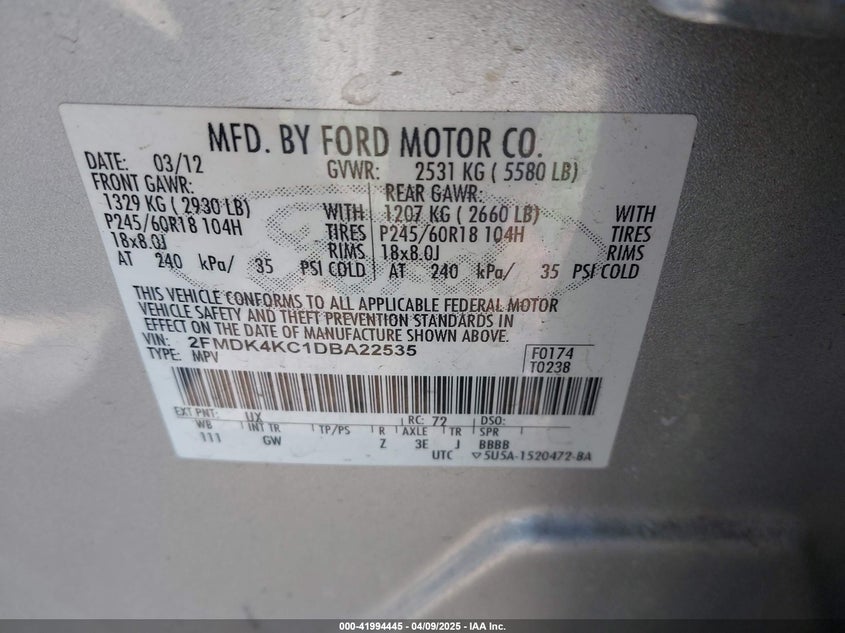 MFD. BY FORD MOTOR CO.
DATE: 03/12 GVWR: 2531 KG ( 5580 LB)
FRONT GAWR: REAR GAWR:
1329 KG ( 2930 LB) WITH 1207 KG ( 2660 LB) WITH
P245/60R18 104H TIRES P245/60R18 104H TIRES
18x8.0J RIMS 18x8.0J RIMS
AT 240 kPa/ 35 PSI COLD AT 240 kPa/ 35 PSI COLD
THIS VEHICLE CONFORMS TO ALL APPLICABLE FEDERAL MOTOR
VEHICLE SAFETY AND THEFT PREVENTION STANDARDS IN
EFFECT ON THE DATE OF MANUFACTURE SHOWN ABOVE.
VIN: 2FMDK4KC1DBA22535 F0174
TYPE: MPV T0238
EXT PNT: UX RC: 72 DSO:
WB INT TR TP/PS R AXLE TR SPR
111 GW Z 3E J BBBB
UTC ▽5U5A-1520472-BA
000-41994445 - 04/09/2025 - IAA Inc.